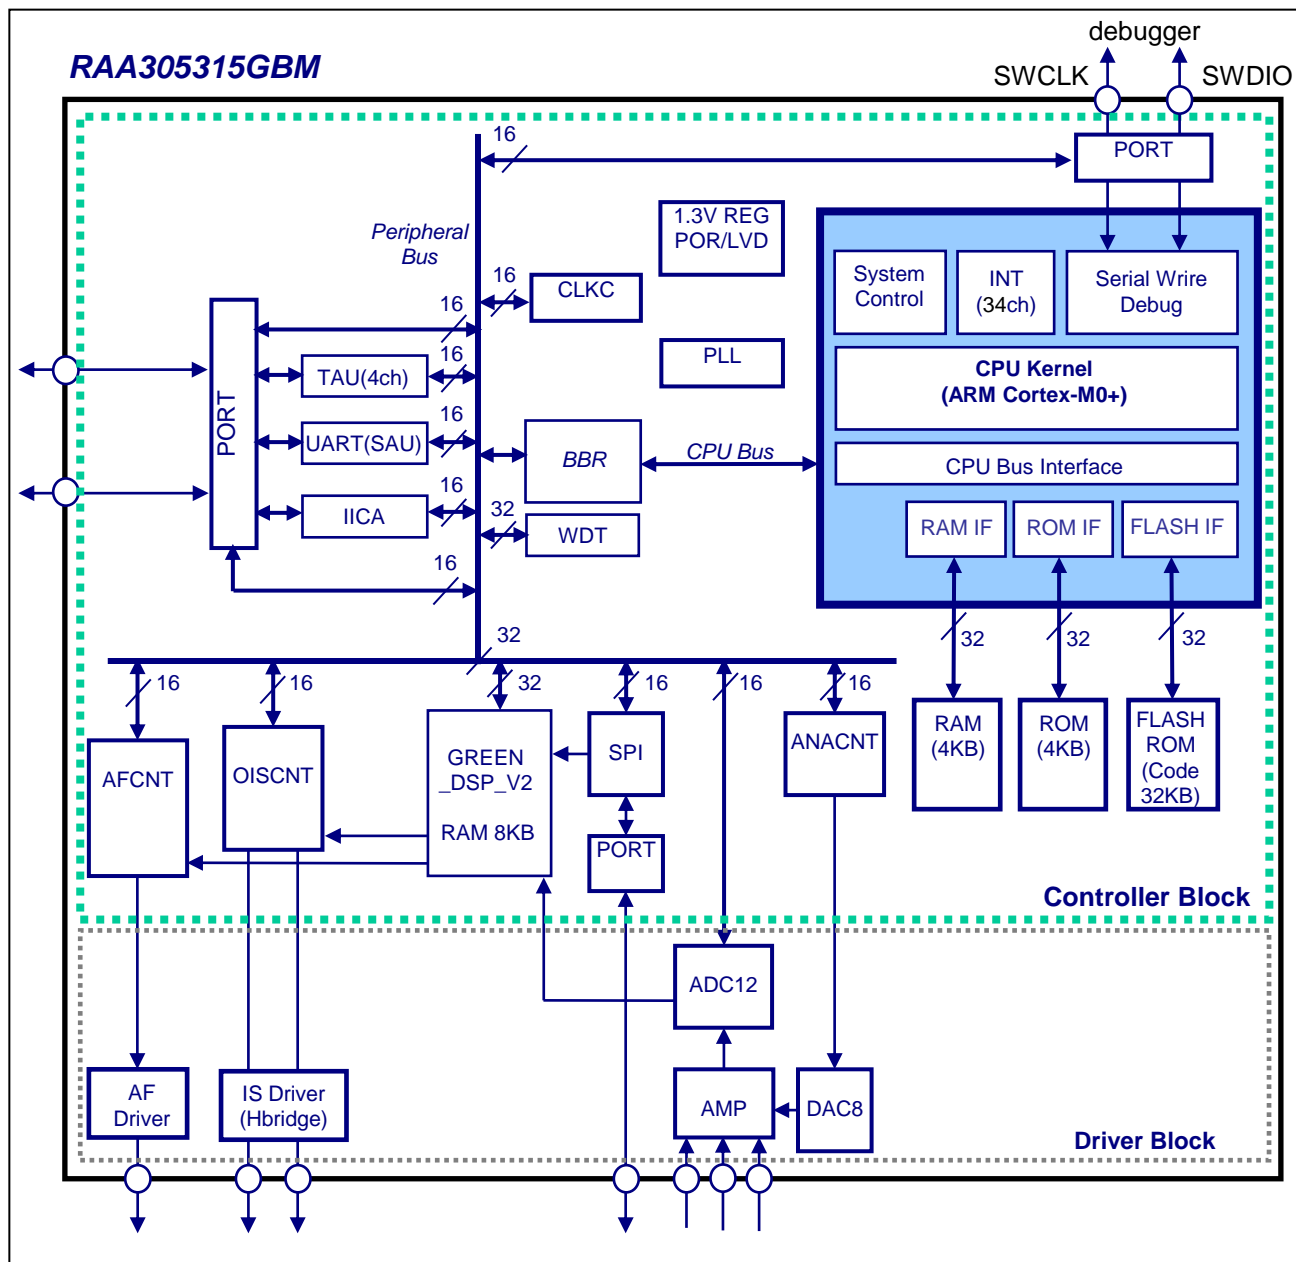 debugger
RAA305315GBM
SWCLK
SWDIO
16
PORT
1.3V REG
POR/LVD
Peripheral
Bus
16
CLKC
System
Control
INT
(34ch)
Serial Wrire
Debug
16
PLL
CPU Kernel
(ARM Cortex-M0+)
16
TAU(4ch)
PORT
16
UART(SAU)
BBR
CPU Bus
CPU Bus Interface
16
IICA
32
WDT
RAM IF
ROM IF
FLASH IF
16
32
32
32
32
16
16
32
16
16
16
AFCNT
OISCNT
GREEN
_DSP_V2
RAM 8KB
SPI
ANACNT
RAM
(4KB)
ROM
(4KB)
FLASH
ROM
(Code
32KB)
PORT
Controller Block
ADC12
AF
Driver
IS Driver
(Hbridge)
AMP
DAC8
Driver Block